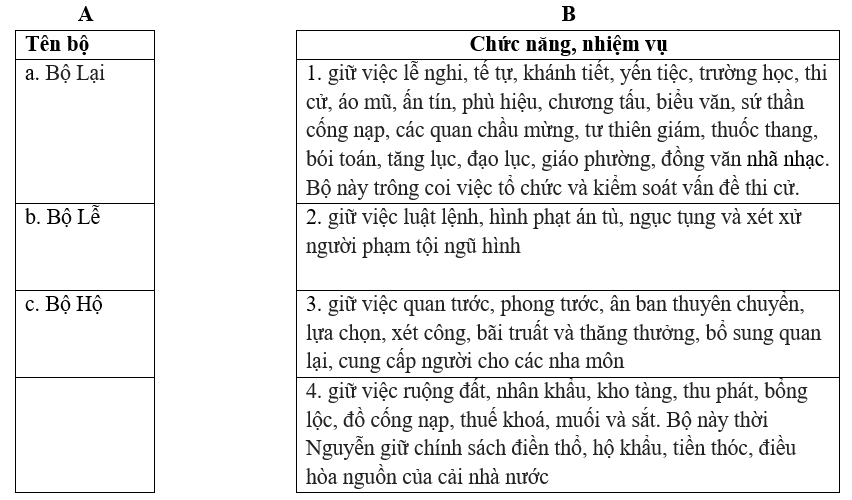 A
B
Tên bộ
Chức năng, nhiệm vụ
a. Bộ Lại
1. giữ việc lễ nghi, tế tự, khánh tiết, yến tiệc, trường học, thi
cử, áo mũ, ấn tín, phù hiệu, chương tấu, biểu văn, sứ thần
cống nạp, các quan chầu mừng, tư thiên giám, thuốc thang,
bói toán, tăng lục, đạo lục, giáo phường, đồng văn nhã nhạc.
Bộ này trông coi việc tổ chức và kiểm soát vấn đề thi cử.
b. Bộ Lễ
2. giữ việc luật lệnh, hình phạt án tù, ngục tụng và xét xử
người phạm tội ngũ hình
c. Bộ Hộ
3. giữ việc quan tước, phong tước, ân ban thuyên chuyển,
lựa chọn, xét công, bãi truất và thăng thưởng, bổ sung quan
lại, cung cấp người cho các nha môn
4. giữ việc ruộng đất, nhân khẩu, kho tàng, thu phát, bổng
lộc, đồ cống nạp, thuế khoá, muối và sắt. Bộ này thời
Nguyễn giữ chính sách điền thổ, hộ khẩu, tiền thóc, điều
hòa nguồn của cải nhà nước